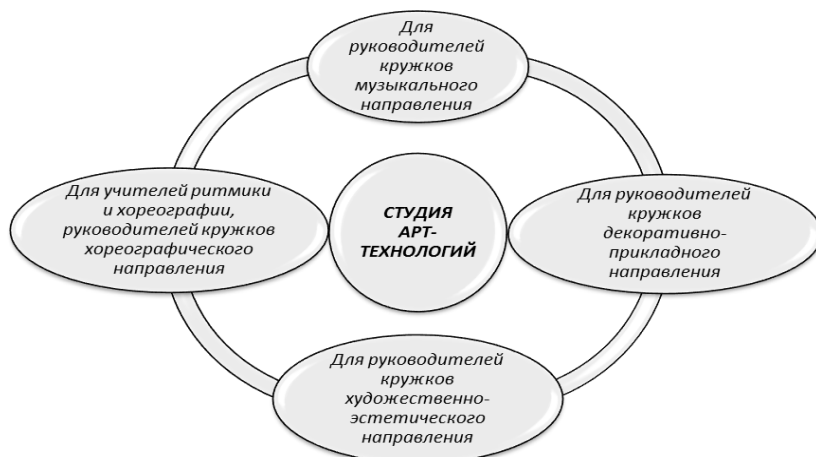 Для
руководителей
кружков
музыкального
направления
Для учителей ритмики
и хореографии,
руководителей кружков
хореографического
направления
СТУДИЯ
АРТ-
ТЕХНОЛОГИЙ
Для руководителей
кружков
декоративно-
прикладного
направления
Для руководителей
кружков
художественно-
эстетического
направления